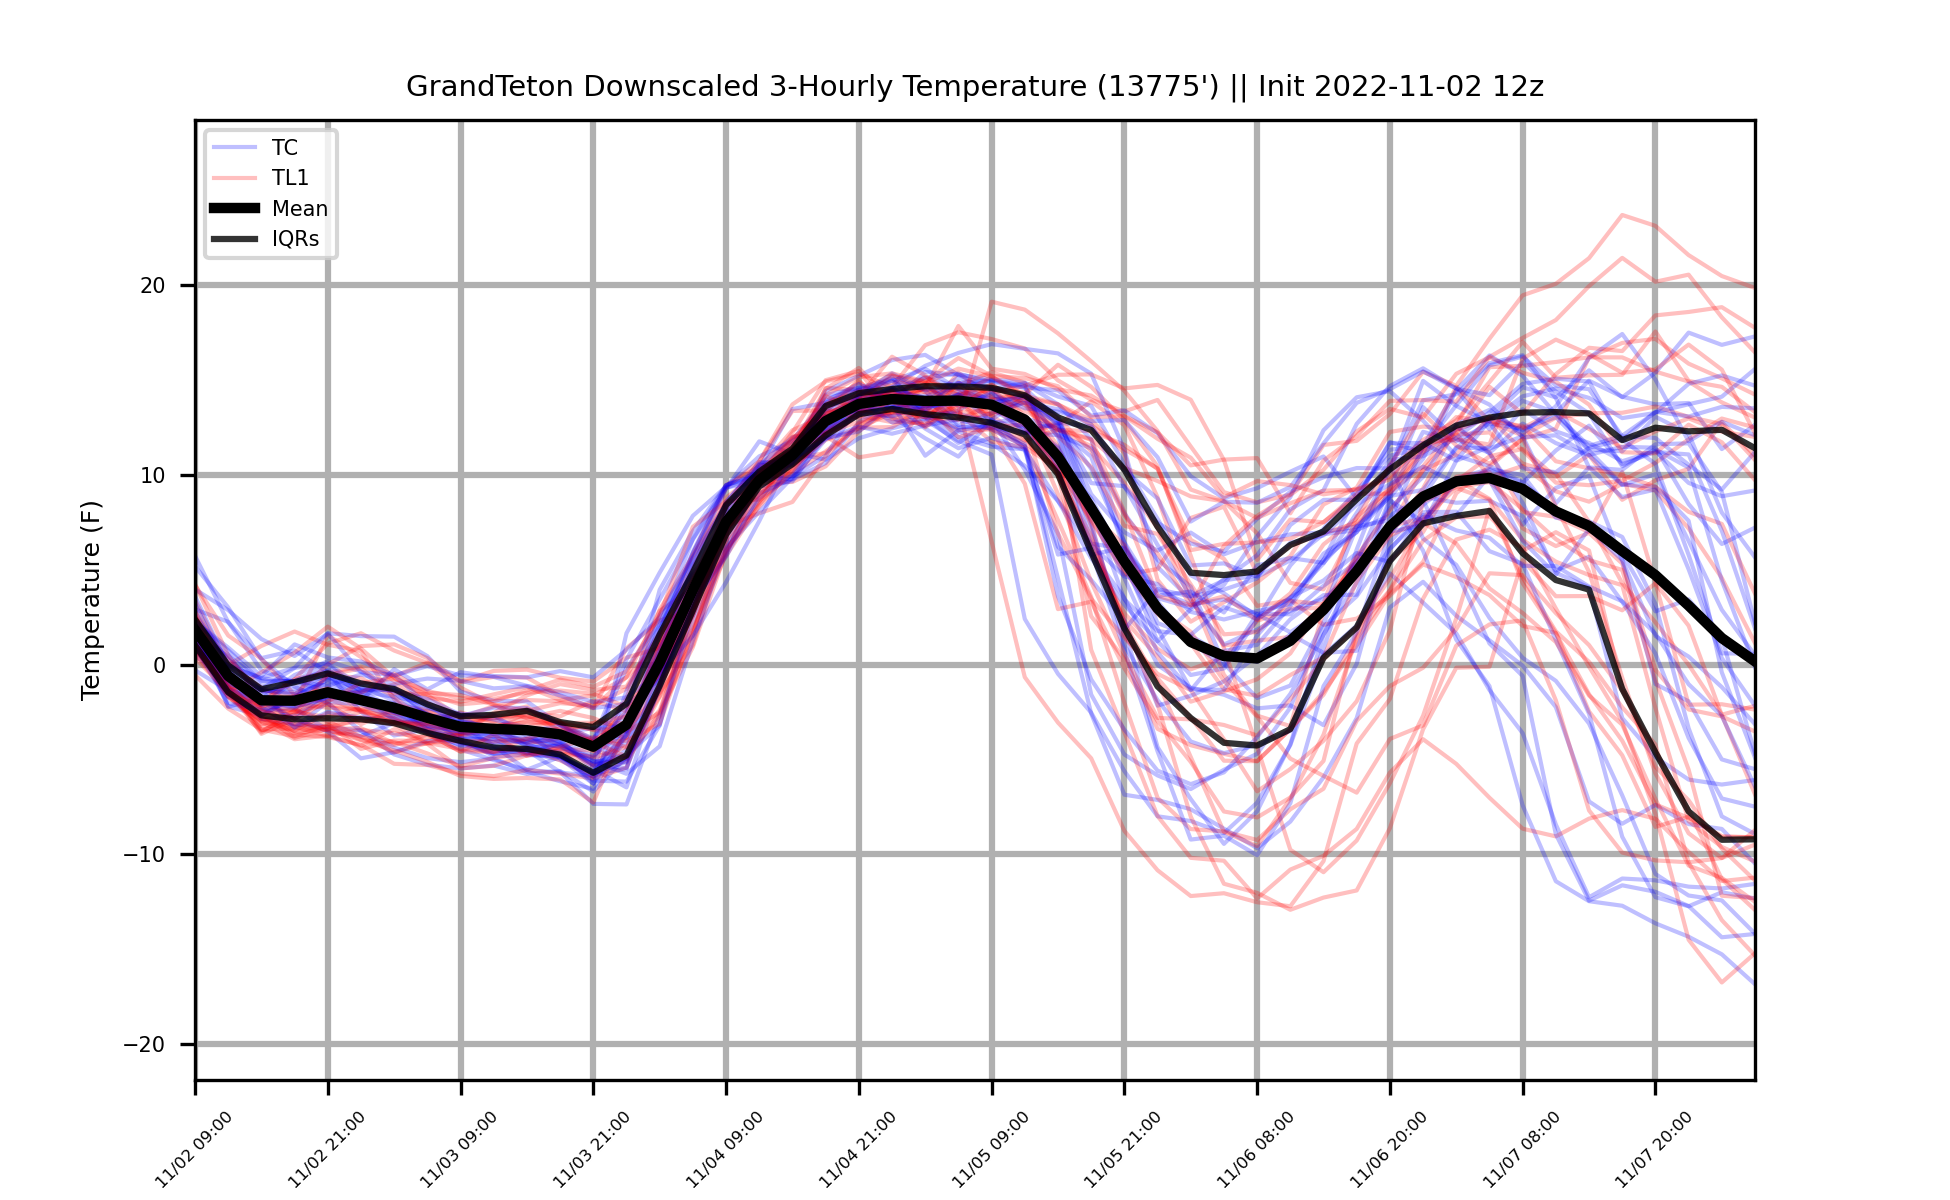 GrandTeton Downscaled 3-Hourly Temperature (13775') || Init 2022-11-02 12z
TC
TL1
Mean
IQRs
Temperature (F)
20
10
0
−10
−20
11/02 09:00
11/02 21:00
11/03 09:00
11/03 21:00
11/04 09:00
11/04 21:00
11/05 09:00
11/05 21:00
11/06 08:00
11/06 20:00
11/07 08:00
11/07 20:00